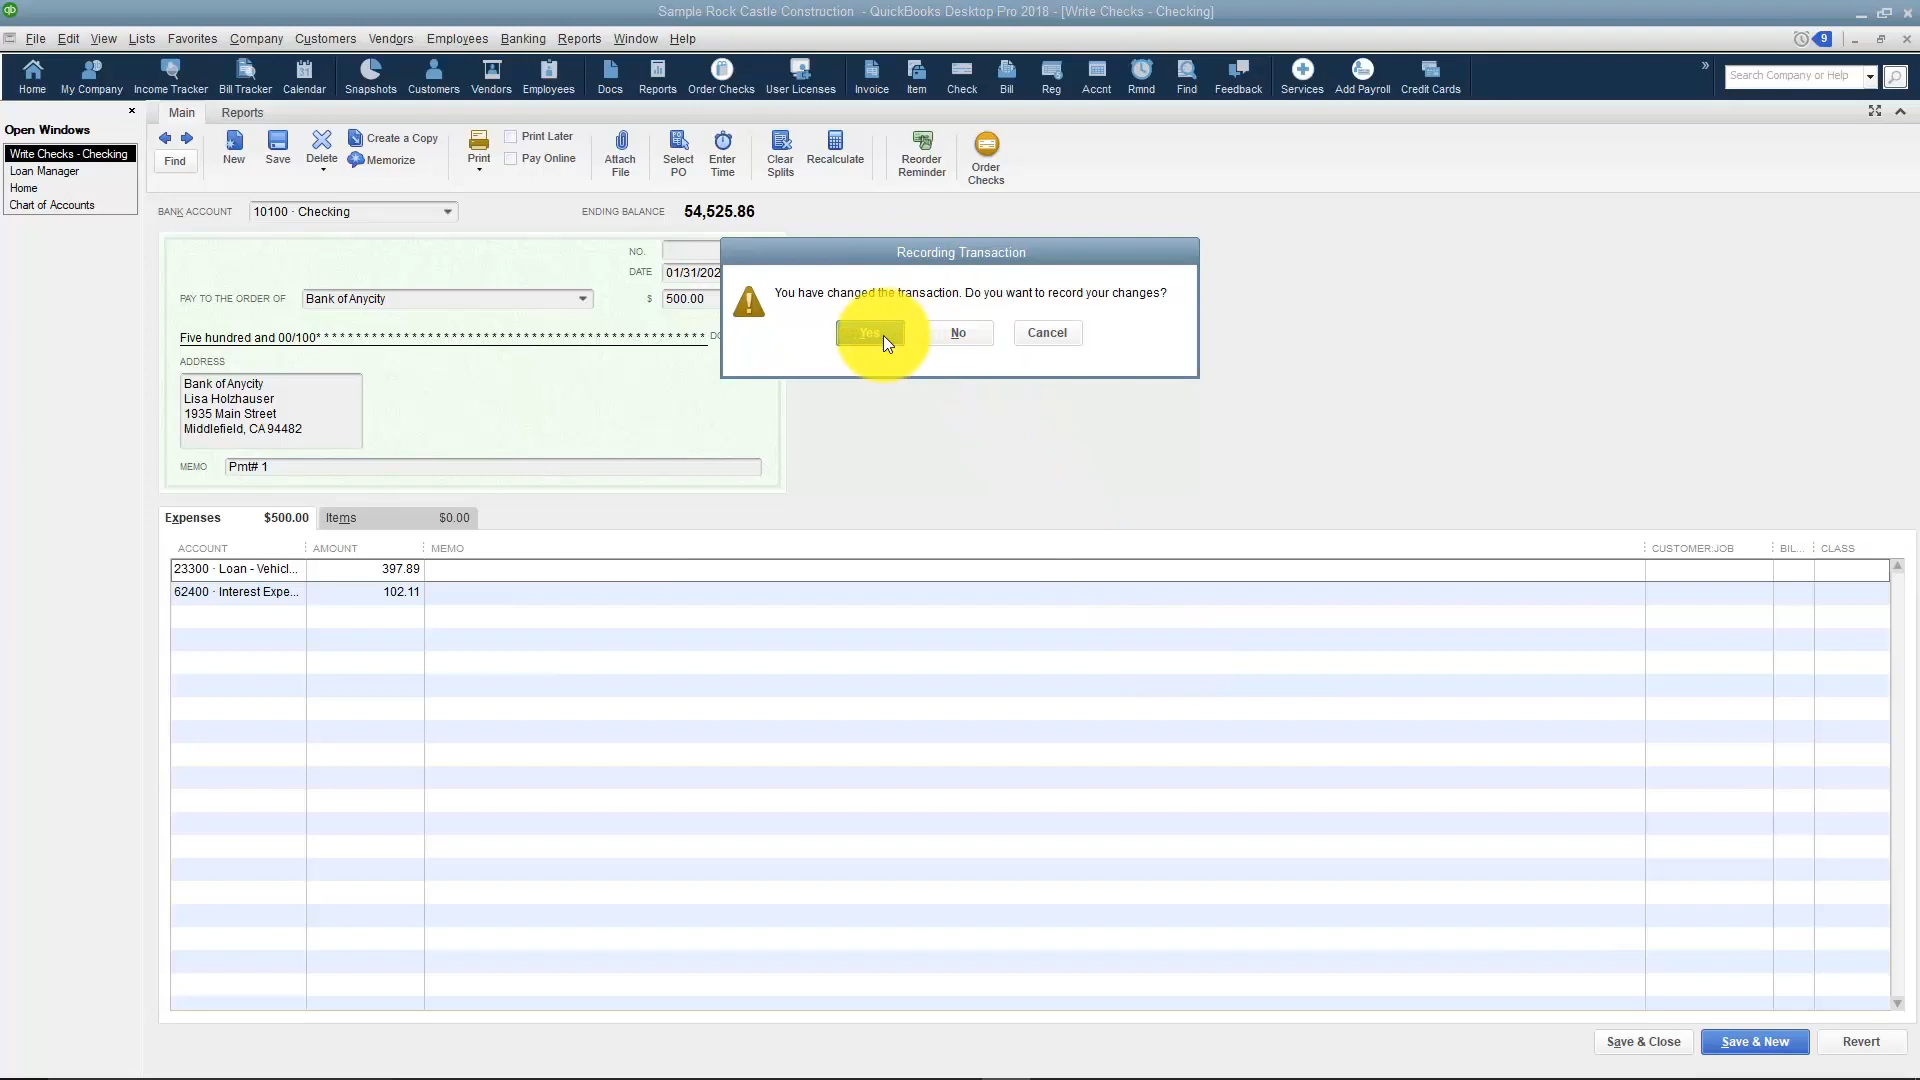 Sample Rock Castle Construction - QuickBooks Desktop Pro 2018 - [Write Checks - Checking]
File Edit View Lists Favorites Company Customers Vendors Employees Banking Reports Window Help
9
Home My Company Income Tracker Bill Tracker Calendar Snapshots Customers Vendors Employees Docs Reports Order Checks User Licenses Invoice Item Check Bill Reg Accnt Rmnd Find Feedback Services Add Payroll Credit Cards
Search Company or Help
Main Reports
Open Windows
Write Checks - Checking
Loan Manager
Home
Chart of Accounts
Find
New
Save
Delete
Create a Copy
Memorize
Print
Print Later
Pay Online
Attach
File
Select
PO
Enter
Time
Clear
Splits
Recalculate
Reorder
Reminder
Order
Checks
BANK ACCOUNT 10100 · Checking
ENDING BALANCE 54,525.86
NO.
DATE 01/31/202
PAY TO THE ORDER OF Bank of Anycity
$ 500.00
Five hundred and 00/100* * * * * * * * * * * * * * * * * * * * * * * * * * * * * * * * * * * * * * * * * * * * * * * * * * * * * DO
ADDRESS
Bank of Anycity
Lisa Holzhauser
1935 Main Street
Middlefield, CA 94482
MEMO Pmt# 1
Recording Transaction
You have changed the transaction. Do you want to record your changes?
Yes No Cancel
Expenses $500.00 Items $0.00
ACCOUNT AMOUNT MEMO CUSTOMER:JOB BIL... CLASS
23300 · Loan - Vehicl... 397.89
62400 · Interest Expe... 102.11
Save & Close Save & New Revert